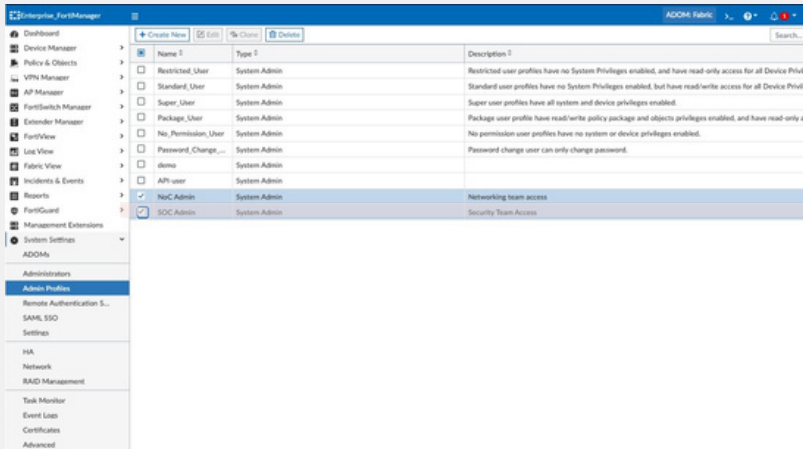 Enterprise_FortiManager
ADOM: Fabric
Dashboard
Device Manager
Policy & Objects
VPN Manager
AP Manager
FortiSwitch Manager
Extender Manager
FortiView
Log View
Fabric View
Incidents & Events
Reports
FortiGuard
Management Extensions
System Settings
ADOMs
Administrators
Admin Profiles
Remote Authentication S...
SAML SSO
Settings
HA
Network
RAID Management
Task Monitor
Event Logs
Certificates
Advanced
+ Create New Edit Clone Delete Search...
Name Type Description
Restricted_User System Admin Restricted user profiles have no System Privileges enabled, and have read-only access for all Device Privi
Standard_User System Admin Standard user profiles have no System Privileges enabled, but have read/write access for all Device Privil
Super_User System Admin Super user profiles have all system and device privileges enabled.
Package_User System Admin Package user profile have read/write policy package and objects privileges enabled, and have read-only a
No_Permission_User System Admin No permission user profiles have no system or device privileges enabled.
Password_Change_... System Admin Password change user can only change password.
demo System Admin
API-user System Admin
NoC Admin System Admin Networking team access
SOC Admin System Admin Security Team Access